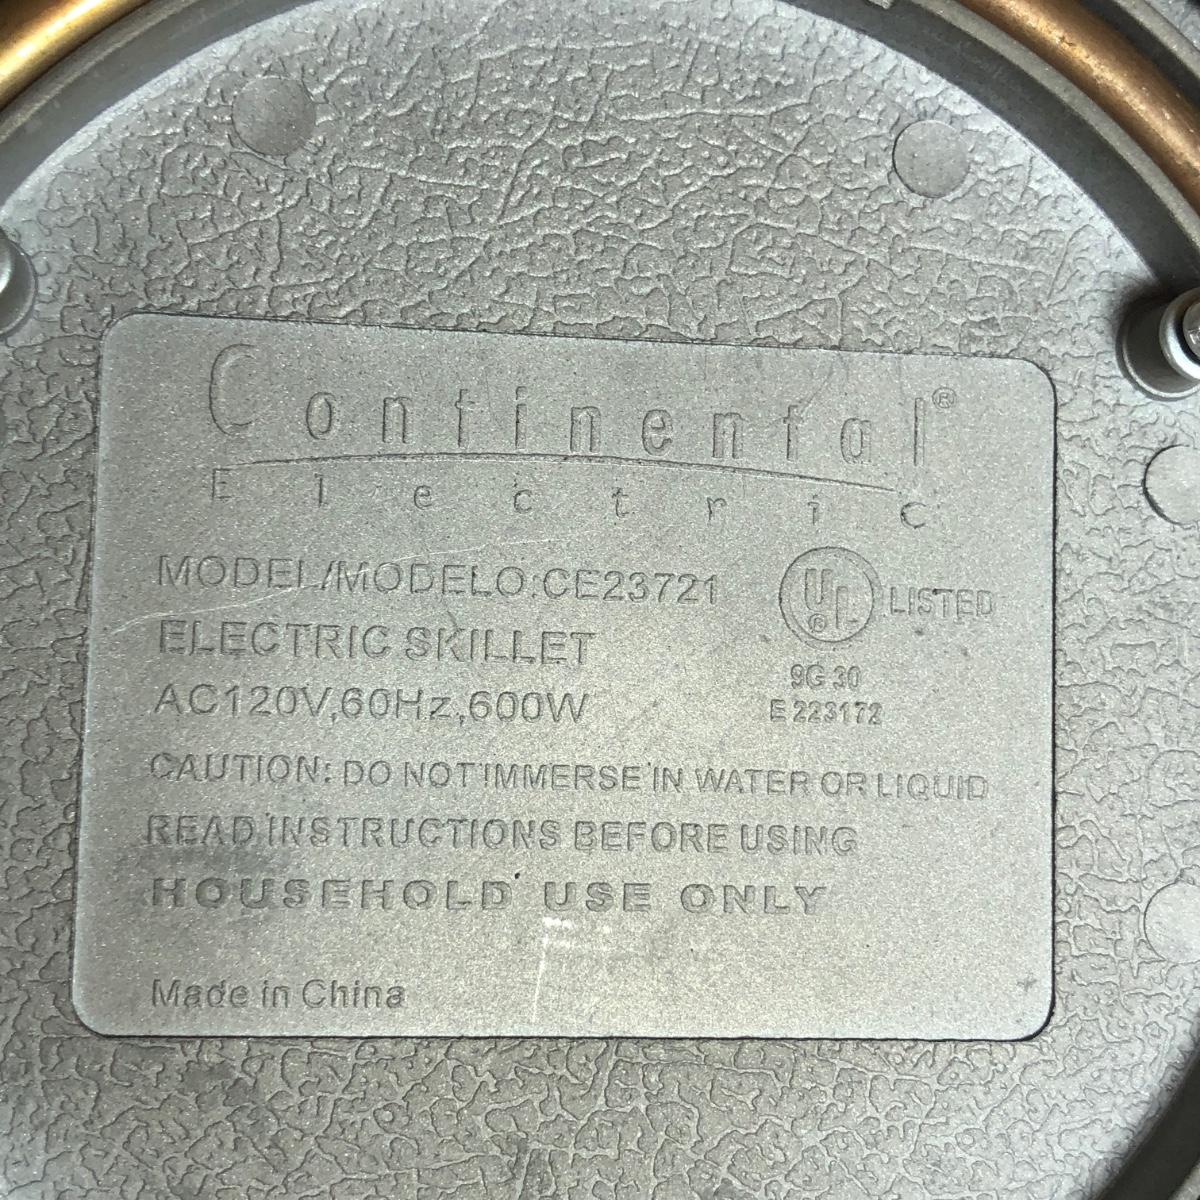 Continental®
Electric
MODEL/MODELO:CE23721
ELECTRIC SKILLET
AC120V,60Hz,600W
UL® LISTED
9G 30
E 223172
CAUTION: DO NOT IMMERSE IN WATER OR LIQUID
READ INSTRUCTIONS BEFORE USING
HOUSEHOLD USE ONLY
Made in China